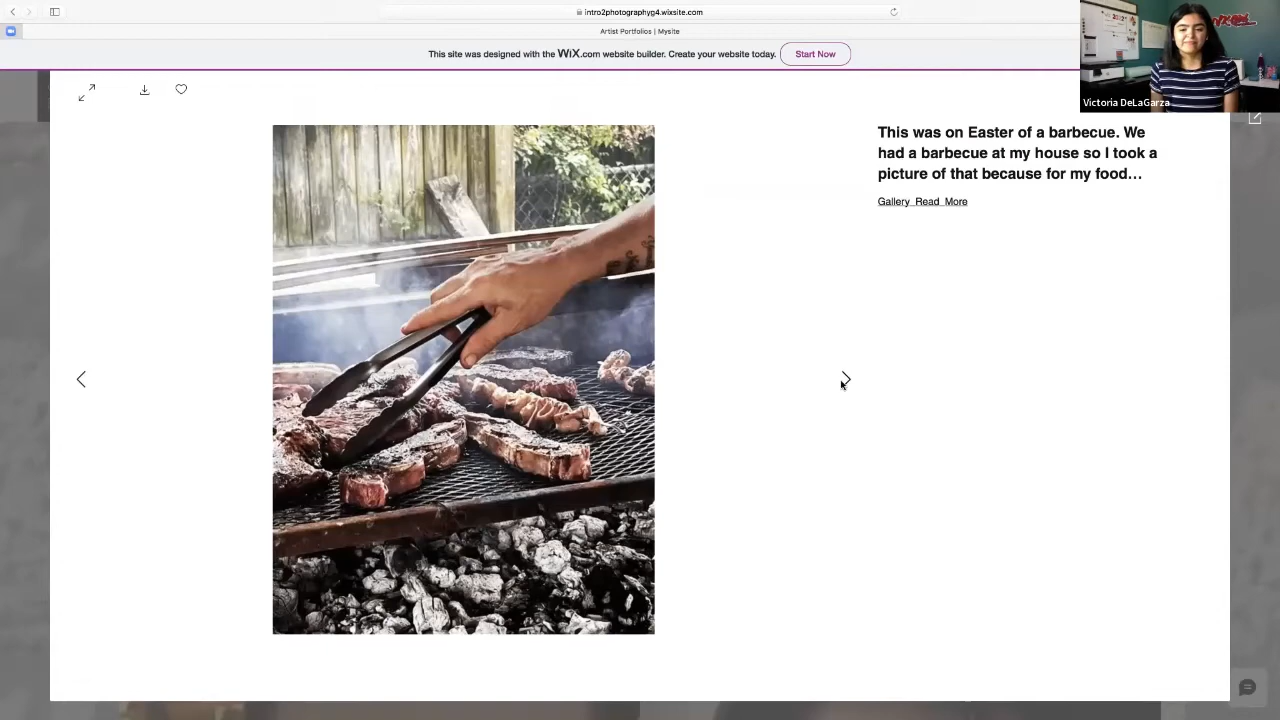 intro2photographyg4.wixsite.com
Artist Portfolios | Mysite
This site was designed with the WiX.com website builder. Create your website today. Start Now
Victoria DeLaGarza
This was on Easter of a barbecue. We
had a barbecue at my house so I took a
picture of that because for my food...
Gallery Read More